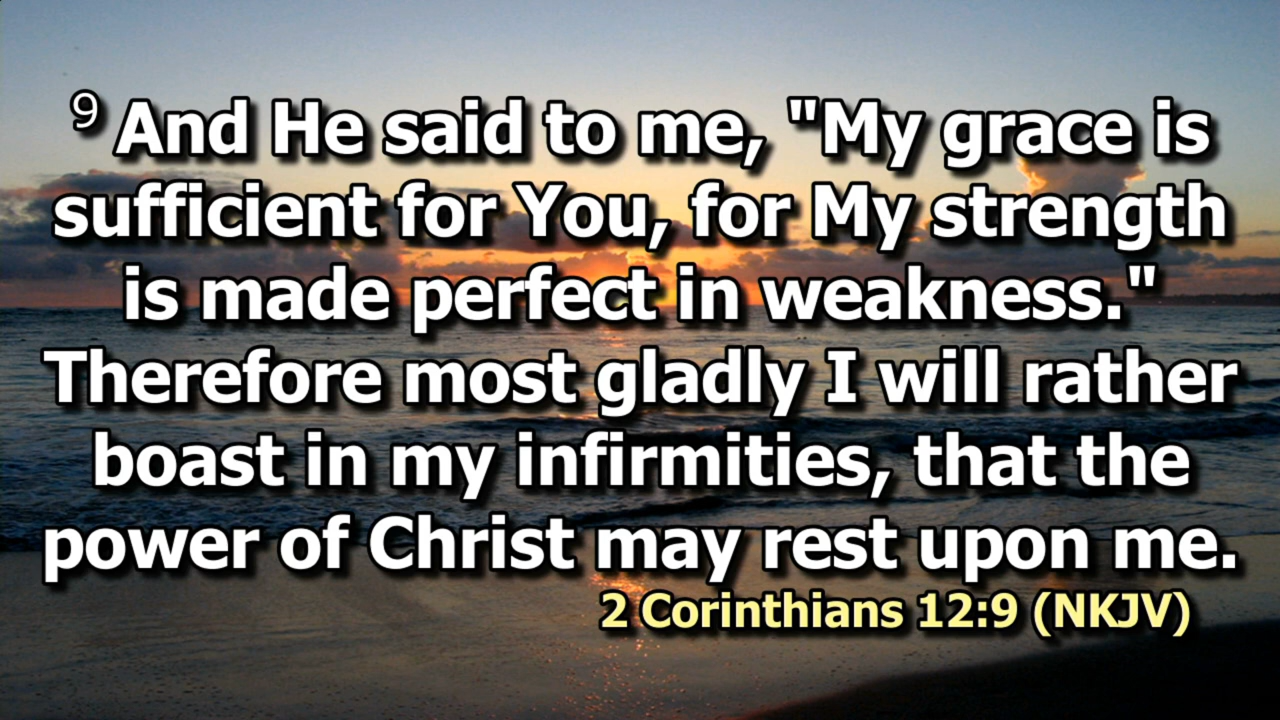 9 And He said to me, "My grace is
sufficient for You, for My strength
is made perfect in weakness."
Therefore most gladly I will rather
boast in my infirmities, that the
power of Christ may rest upon me.
2 Corinthians 12:9 (NKJV)